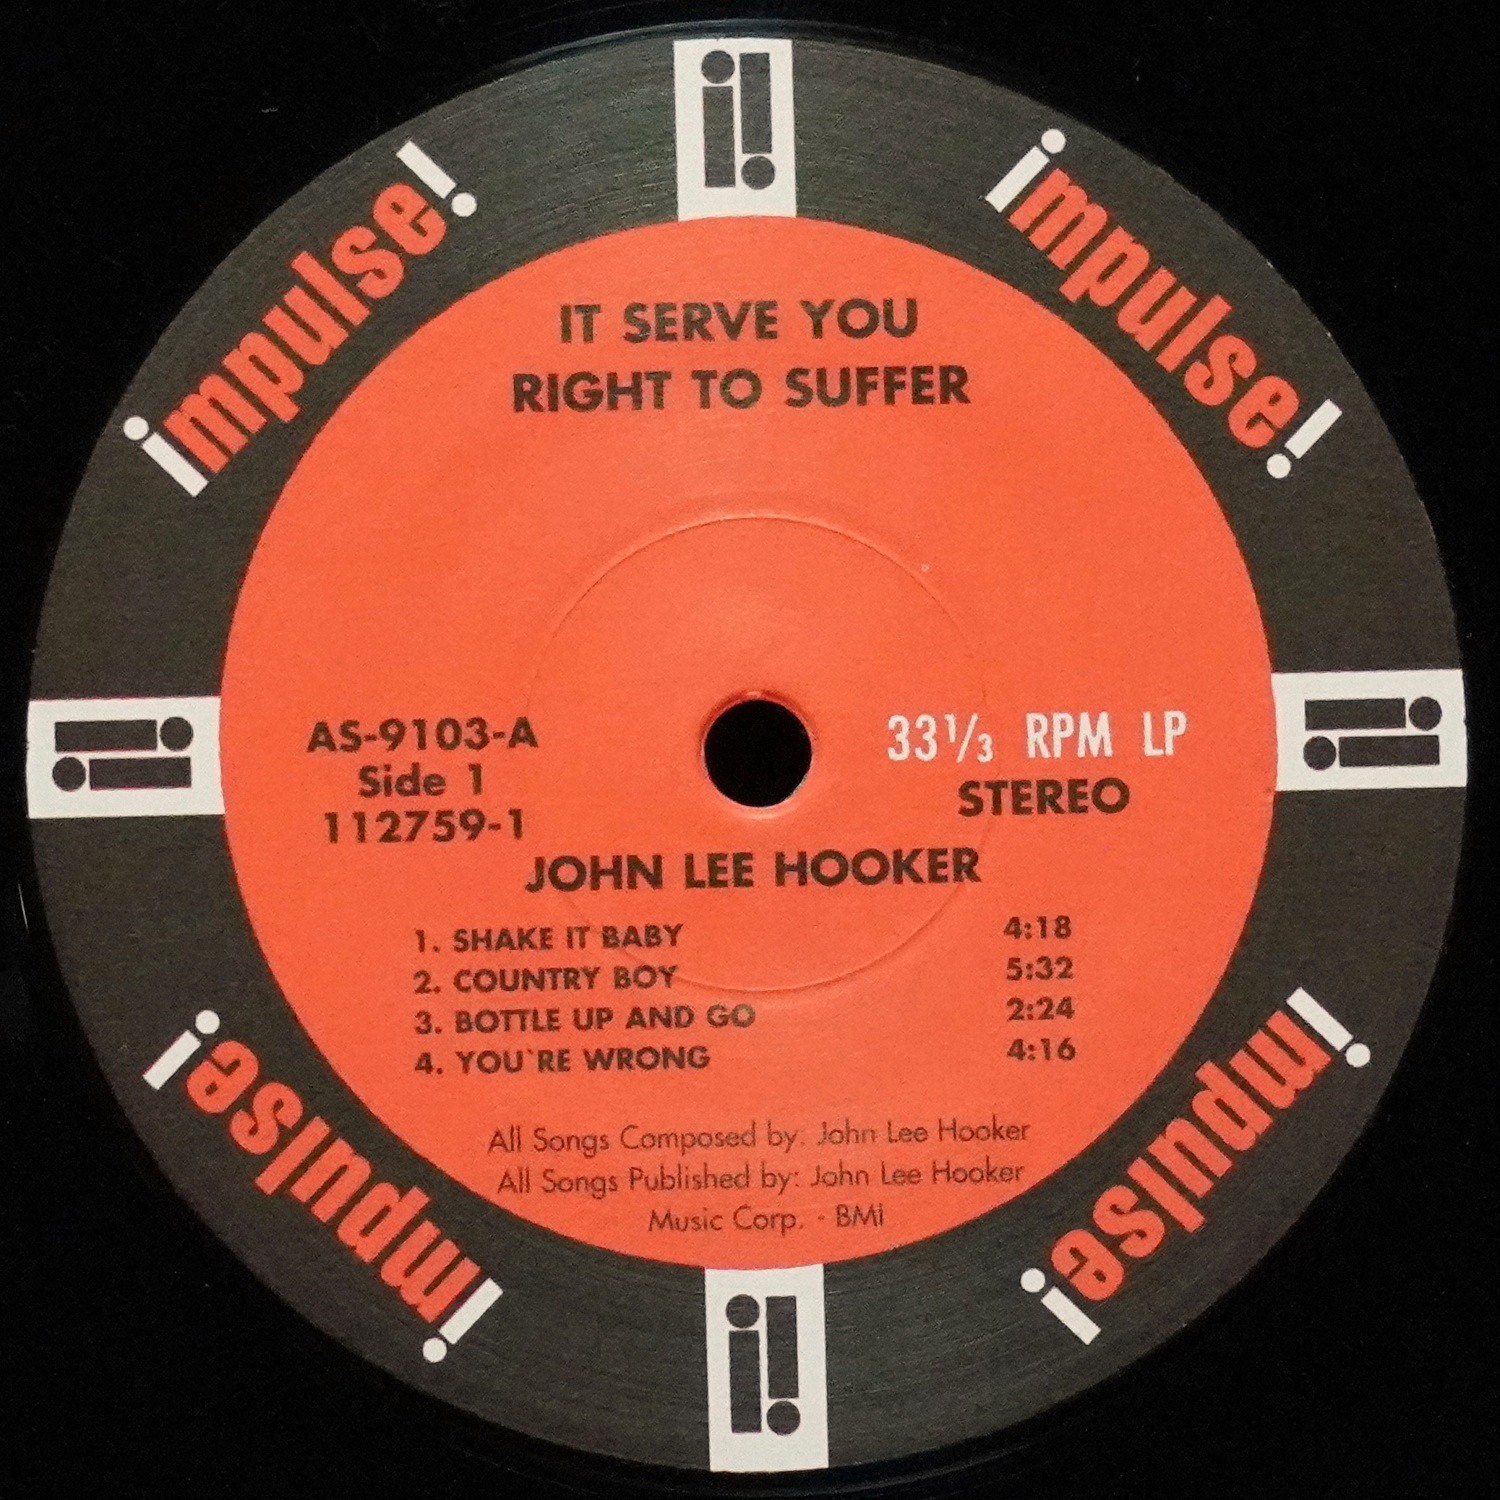 impulse!
impulse!
IT SERVE YOU
RIGHT TO SUFFER
AS-9103-A
Side 1
112759-1
33 1/3 RPM LP
STEREO
JOHN LEE HOOKER
1. SHAKE IT BABY 4:18
2. COUNTRY BOY 5:32
3. BOTTLE UP AND GO 2:24
4. YOU'RE WRONG 4:16
All Songs Composed by: John Lee Hooker
All Songs Published by: John Lee Hooker
Music Corp. - BMi
impulse!
impulse!